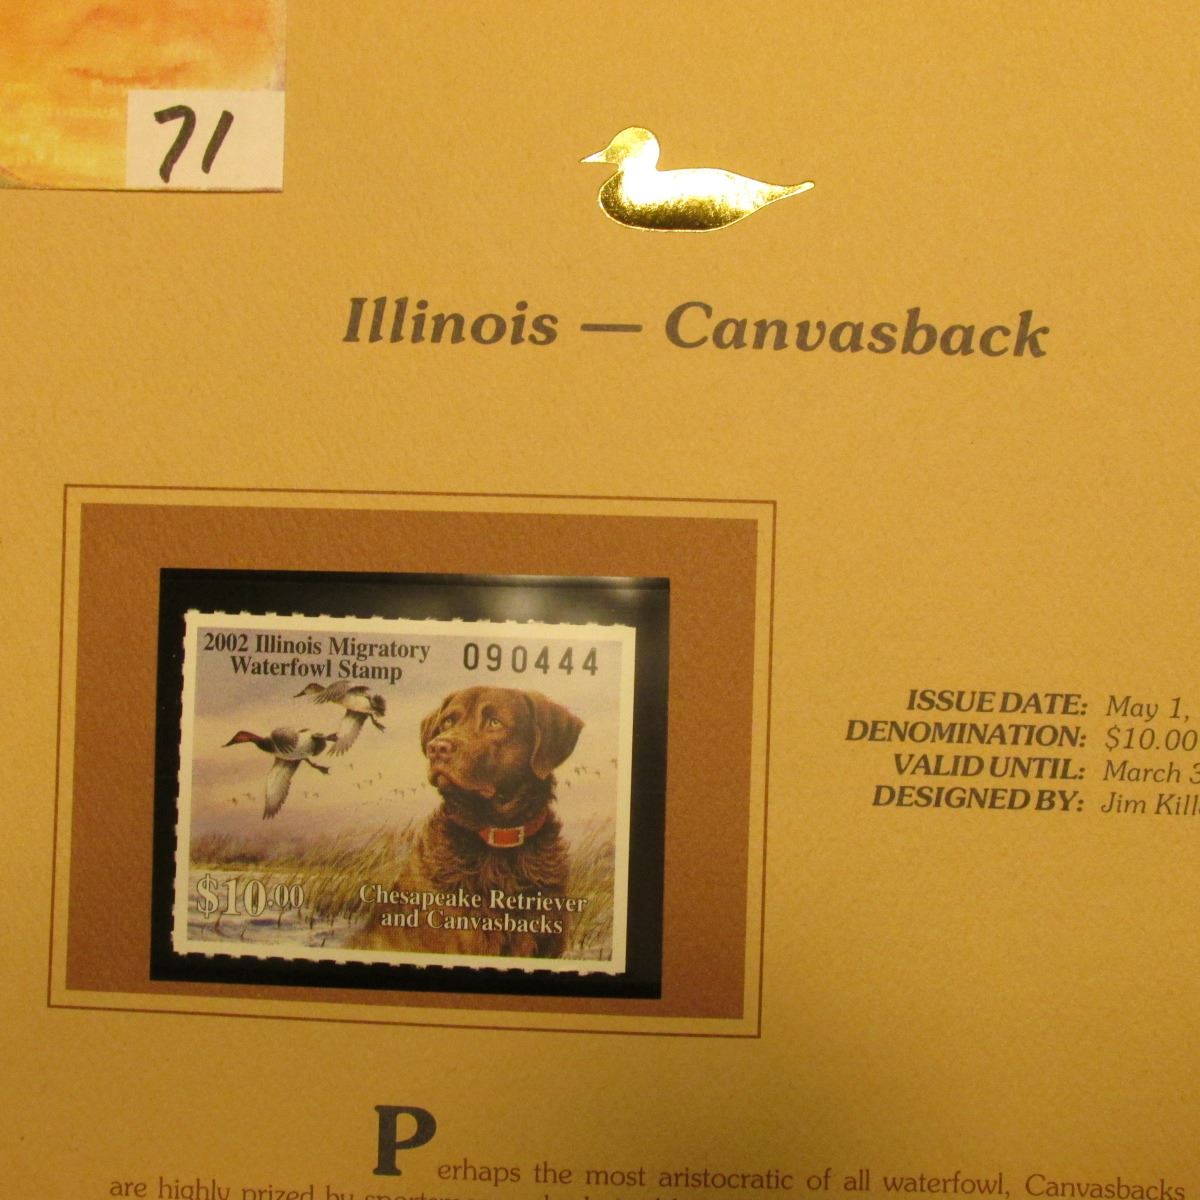 71
Illinois — Canvasback
2002 Illinois Migratory
Waterfowl Stamp
090444
$10.00
Chesapeake Retriever
and Canvasbacks
ISSUE DATE: May 1,
DENOMINATION: $10.00
VALID UNTIL: March
DESIGNED BY: Jim
Perhaps the most aristocratic of all waterfowl, Canvasbacks
are highly prized by